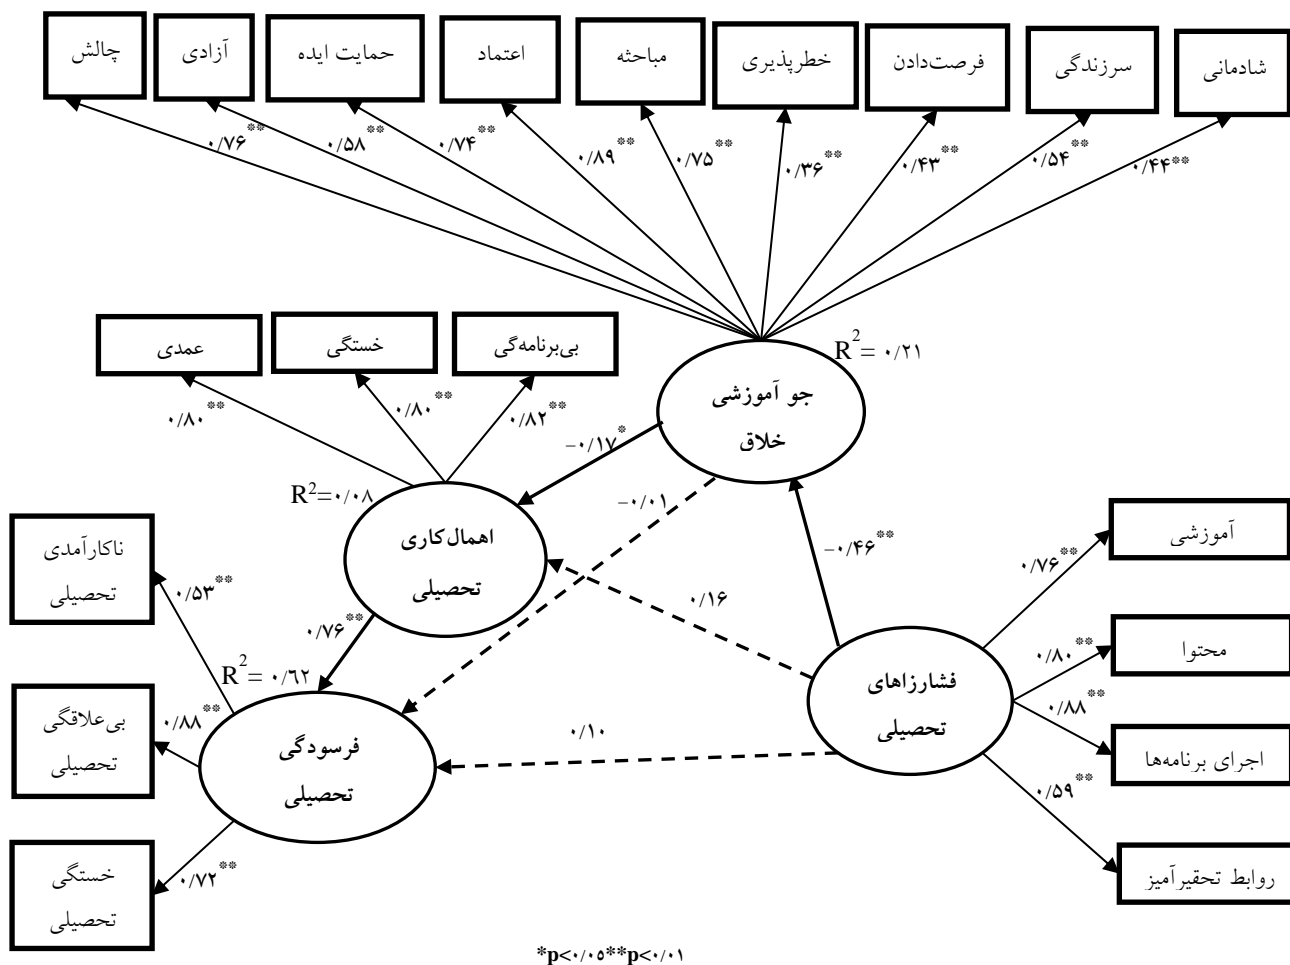 شادمانی
سرزندگی
فرصت‌دادن
خطرپذیری
مباحثه
اعتماد
حمایت ایده
آزادی
چالش
۰/۴۴**
۰/۵۴**
۰/۴۳**
۰/۳۶**
۰/۷۵**
۰/۸۹**
۰/۷۴**
۰/۵۸**
۰/۷۶**
بی‌برنامه‌گی
خستگی
عمدی
R²= ۰/۲۱
جو آموزشی
خلاق
۰/۸۲**
۰/۸۰**
۰/۸۰**
−۰/۱۷*
R²=۰/۰۸
−۰/۰۱
−۰/۴۶**
اهمال‌کاری
تحصیلی
آموزشی
۰/۷۶**
ناکارآمدی
تحصیلی
۰/۵۳**
۰/۱۶
۰/۷۶**
محتوا
۰/۸۰**
R²= ۰/٦٢
فشارزاهای
تحصیلی
۰/۸۸**
اجرای برنامه‌ها
بی‌علاقگی
تحصیلی
۰/۸۸**
فرسودگی
تحصیلی
۰/۱۰
۰/۵۹**
روابط تحقیرآمیز
خستگی
تحصیلی
۰/۷۲**
*p<۰/۰٥**p<۰/۰۱